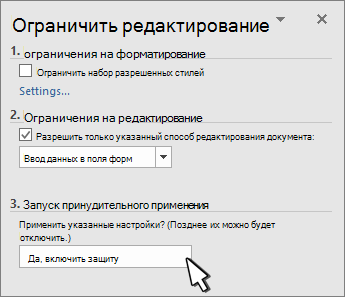 Ограничить редактирование
1. ограничения на форматирование
Ограничить набор разрешенных стилей
Settings...
2. Ограничения на редактирование
Разрешить только указанный способ редактирования документа:
Ввод данных в поля форм
3. Запуск принудительного применения
Применить указанные настройки? (Позднее их можно будет
отключить.)
Да, включить защиту